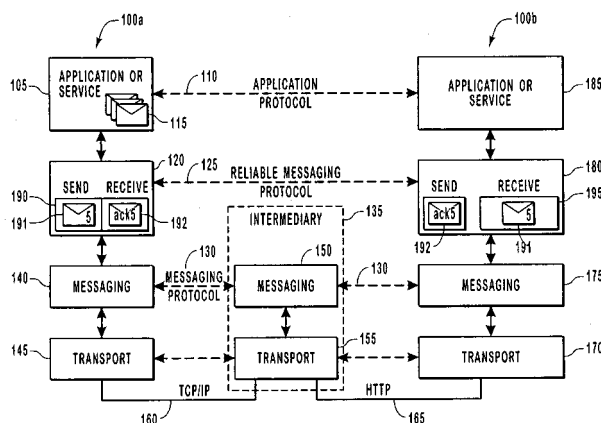 100a
100b
105
APPLICATION OR
SERVICE
115
110
APPLICATION
PROTOCOL
APPLICATION OR
SERVICE
185
120
125
190
SEND
RECEIVE
191
5
ack5
192
RELIABLE MESSAGING
PROTOCOL
180
SEND
RECEIVE
195
ack5
5
192
191
INTERMEDIARY
135
130
150
130
140
MESSAGING
MESSAGING
PROTOCOL
MESSAGING
MESSAGING
175
145
TRANSPORT
155
TRANSPORT
TRANSPORT
170
TCP/IP
HTTP
160
165